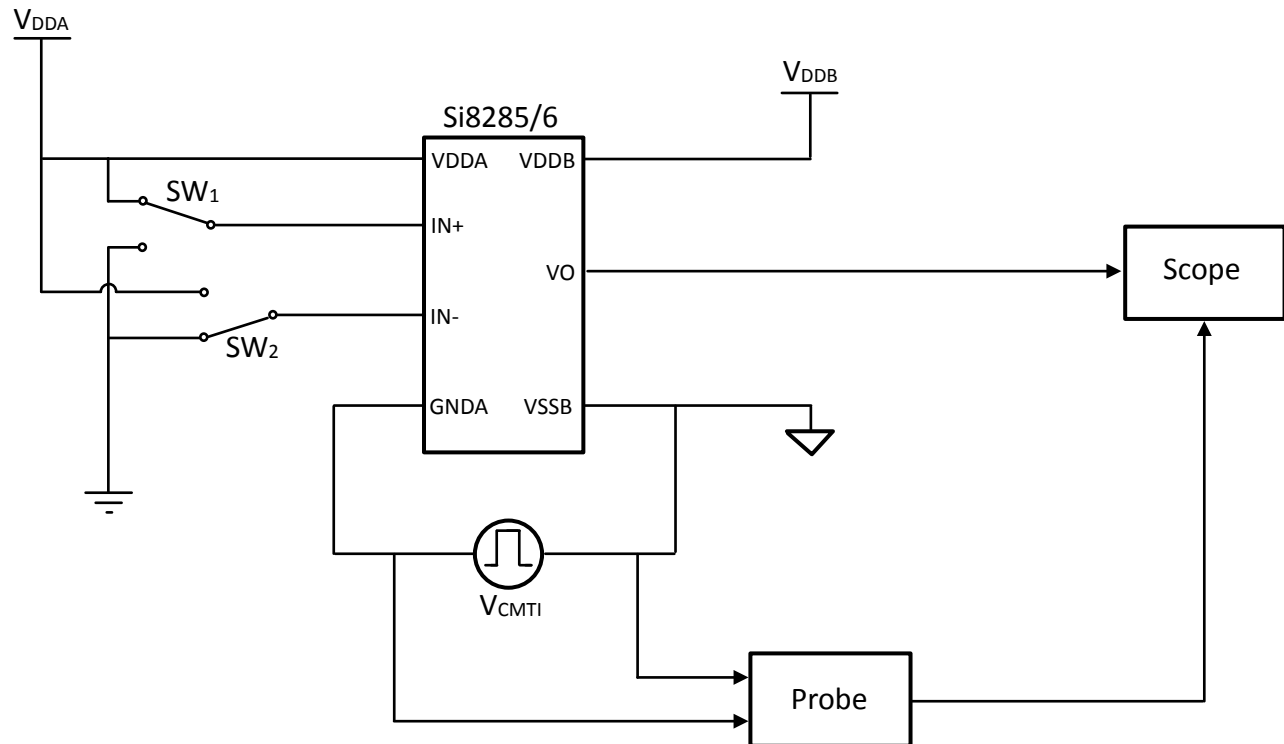 VDDA
VDDB
Si8285/6
VDDA VDDB
SW1
IN+
VO
Scope
IN-
SW2
GNDA VSSB
VCMTI
Probe